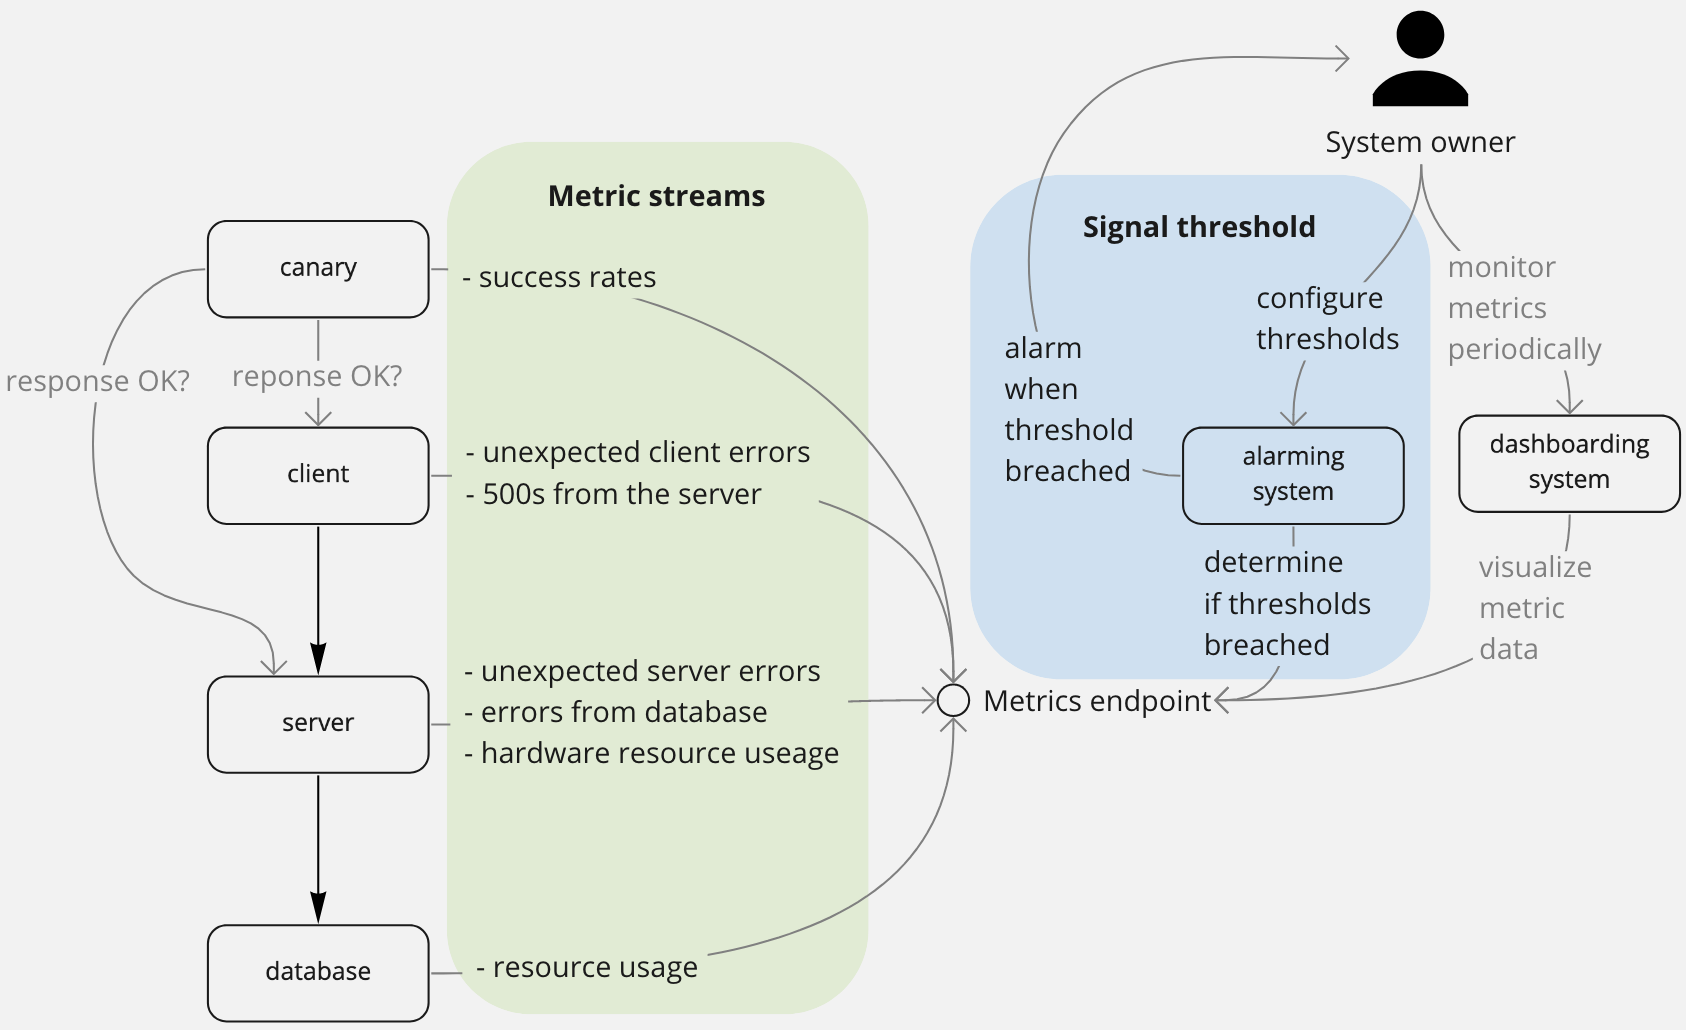 System owner
Metric streams
Signal threshold
canary
- success rates
response OK?
reponse OK?
client
- unexpected client errors
- 500s from the server
server
- unexpected server errors
- errors from database
- hardware resource useage
database
- resource usage
Metrics endpoint
alarm
when
threshold
breached
configure
thresholds
alarming
system
determine
if thresholds
breached
monitor
metrics
periodically
dashboarding
system
visualize
metric
data